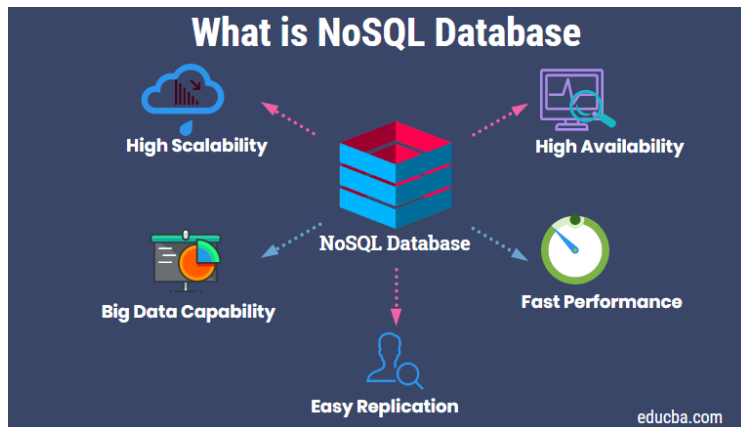 What is NoSQL Database
High Scalability
High Availability
NoSQL Database
Big Data Capability
Fast Performance
Easy Replication
educba.com